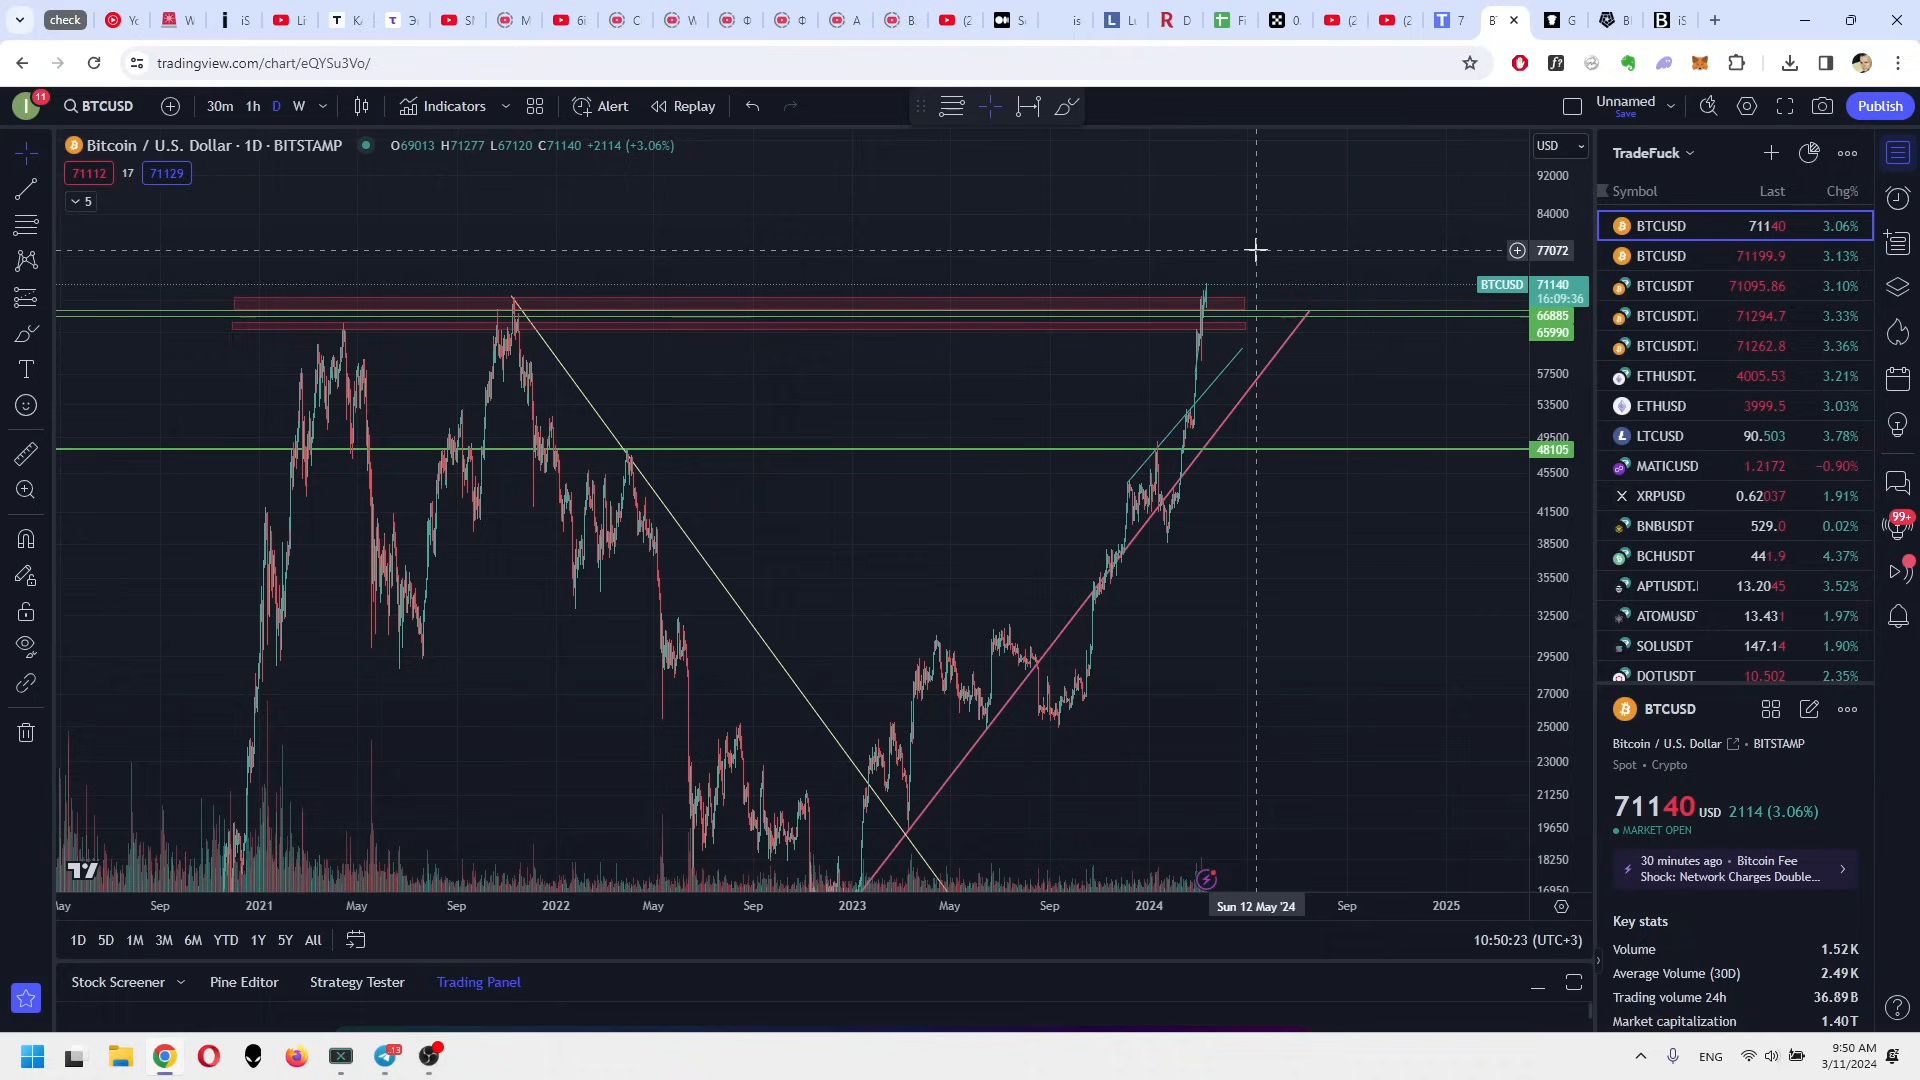 check
tradingview.com/chart/eQYSu3Vo/
11
BTCUSD
30m 1h D W
Indicators
Alert
Replay
Unnamed
Save
Publish
Bitcoin / U.S. Dollar · 1D · BITSTAMP
O69013 H71277 L67120 C71140 +2114 (+3.06%)
71112 17 71129
5
USD
92000
84000
77072
BTCUSD 71140
16:09:36
66885
65990
57500
53500
49500
48105
45500
41500
38500
35500
32500
29500
27000
25000
23000
21250
19650
18250
16950
Sep 2021 May Sep 2022 May Sep 2023 May Sep 2024 Sun 12 May '24 Sep 2025
1D 5D 1M 3M 6M YTD 1Y 5Y All
10:50:23 (UTC+3)
Stock Screener Pine Editor Strategy Tester Trading Panel
TradeFuck
Symbol Last Chg%
BTCUSD 71140 3.06%
BTCUSD 71199.9 3.13%
BTCUSDT 71095.86 3.10%
BTCUSDT. 71294.7 3.33%
BTCUSDT. 71262.8 3.36%
ETHUSDT. 4005.53 3.21%
ETHUSD 3999.5 3.03%
LTCUSD 90.503 3.78%
MATICUSD 1.2172 −0.90%
XRPUSD 0.62037 1.91%
BNBUSDT 529.0 0.02%
BCHUSDT 441.9 4.37%
APTUSDT. 13.2045 3.52%
ATOMUSDT 13.431 1.97%
SOLUSDT 147.14 1.90%
DOTUSDT 10.502 2.35%
99+
BTCUSD
Bitcoin / U.S. Dollar • BITSTAMP
Spot • Crypto
71140 USD 2114 (3.06%)
MARKET OPEN
30 minutes ago • Bitcoin Fee
Shock: Network Charges Double...
Key stats
Volume 1.52K
Average Volume (30D) 2.49K
Trading volume 24h 36.89B
Market capitalization 1.40T
13
ENG
9:50 AM
3/11/2024